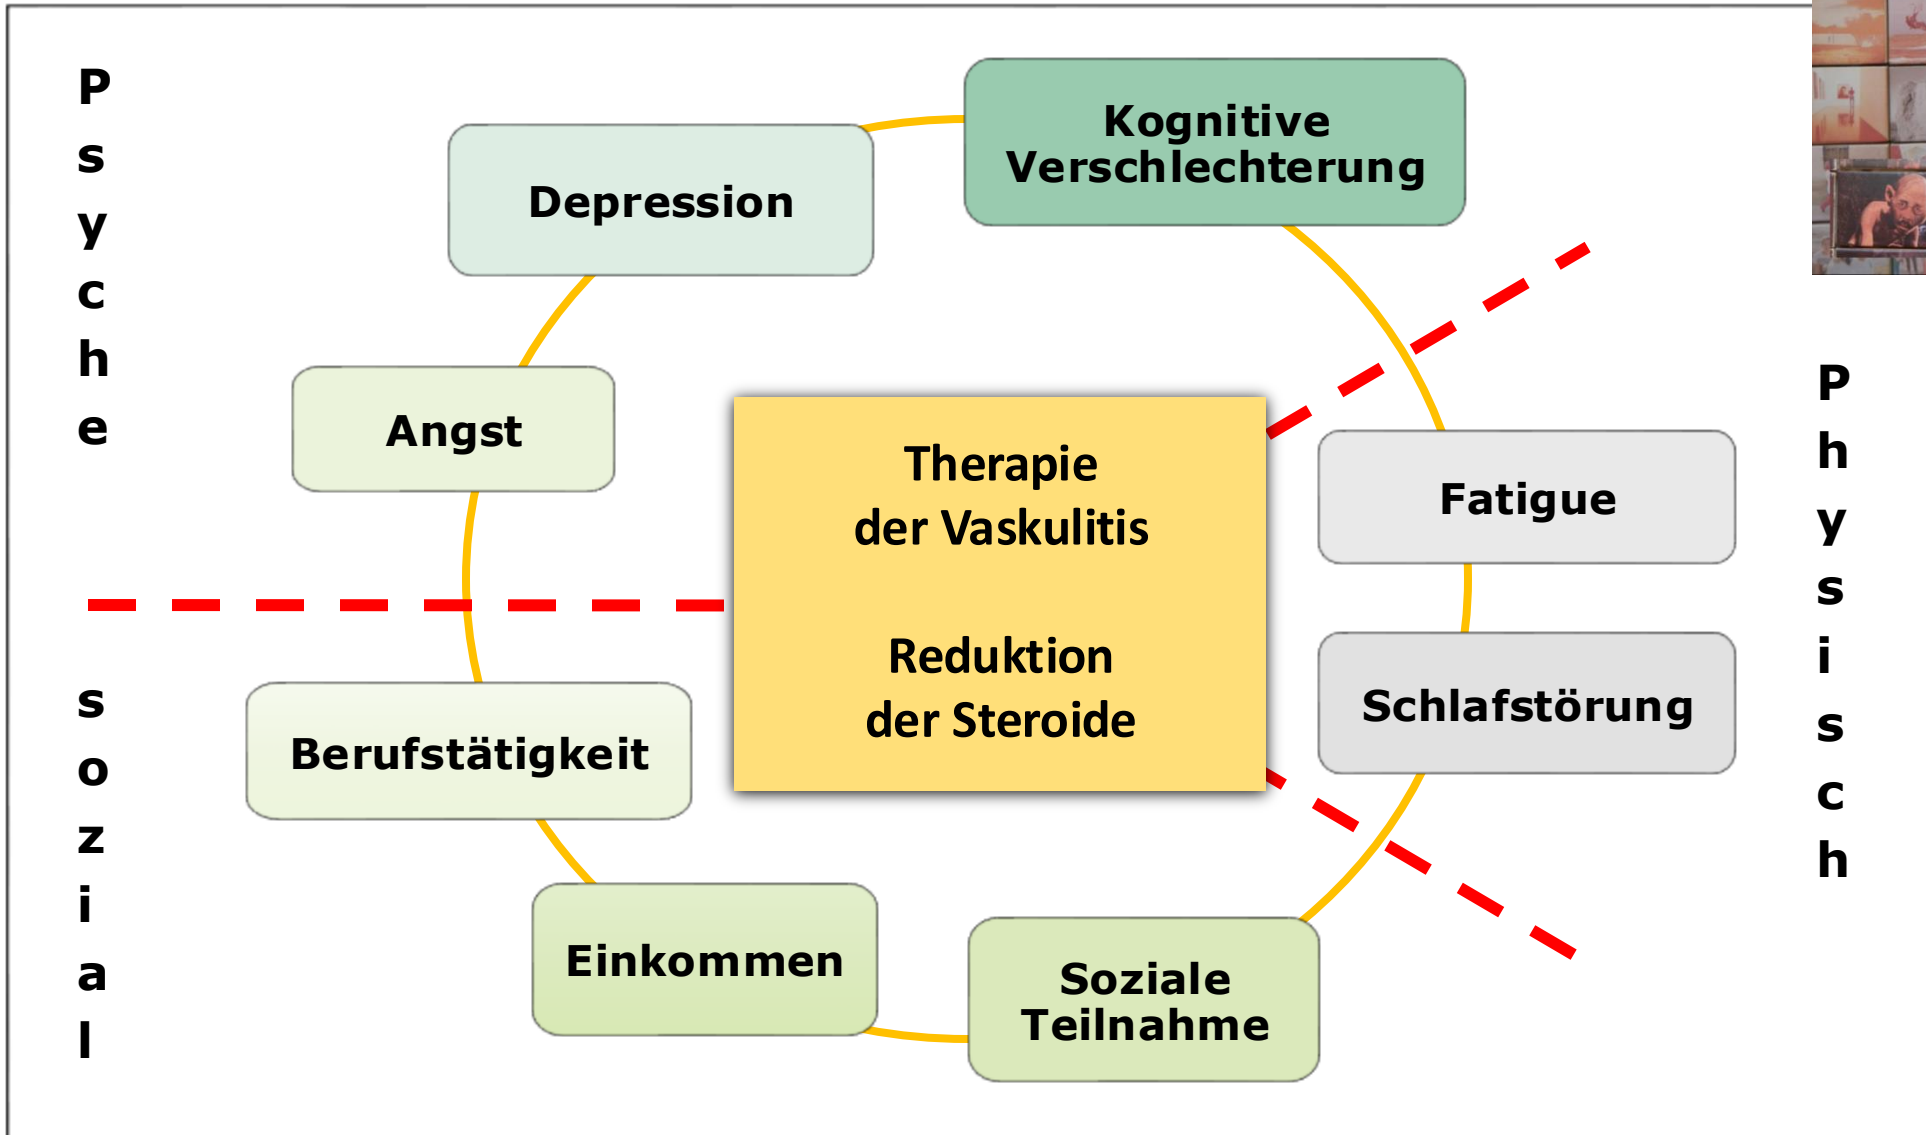 Psyche
Kognitive
Verschlechterung
Depression
Angst
Therapie
der Vaskulitis
Reduktion
der Steroide
Fatigue
Schlafstörung
Physisch
sozial
Berufstätigkeit
Einkommen
Soziale
Teilnahme